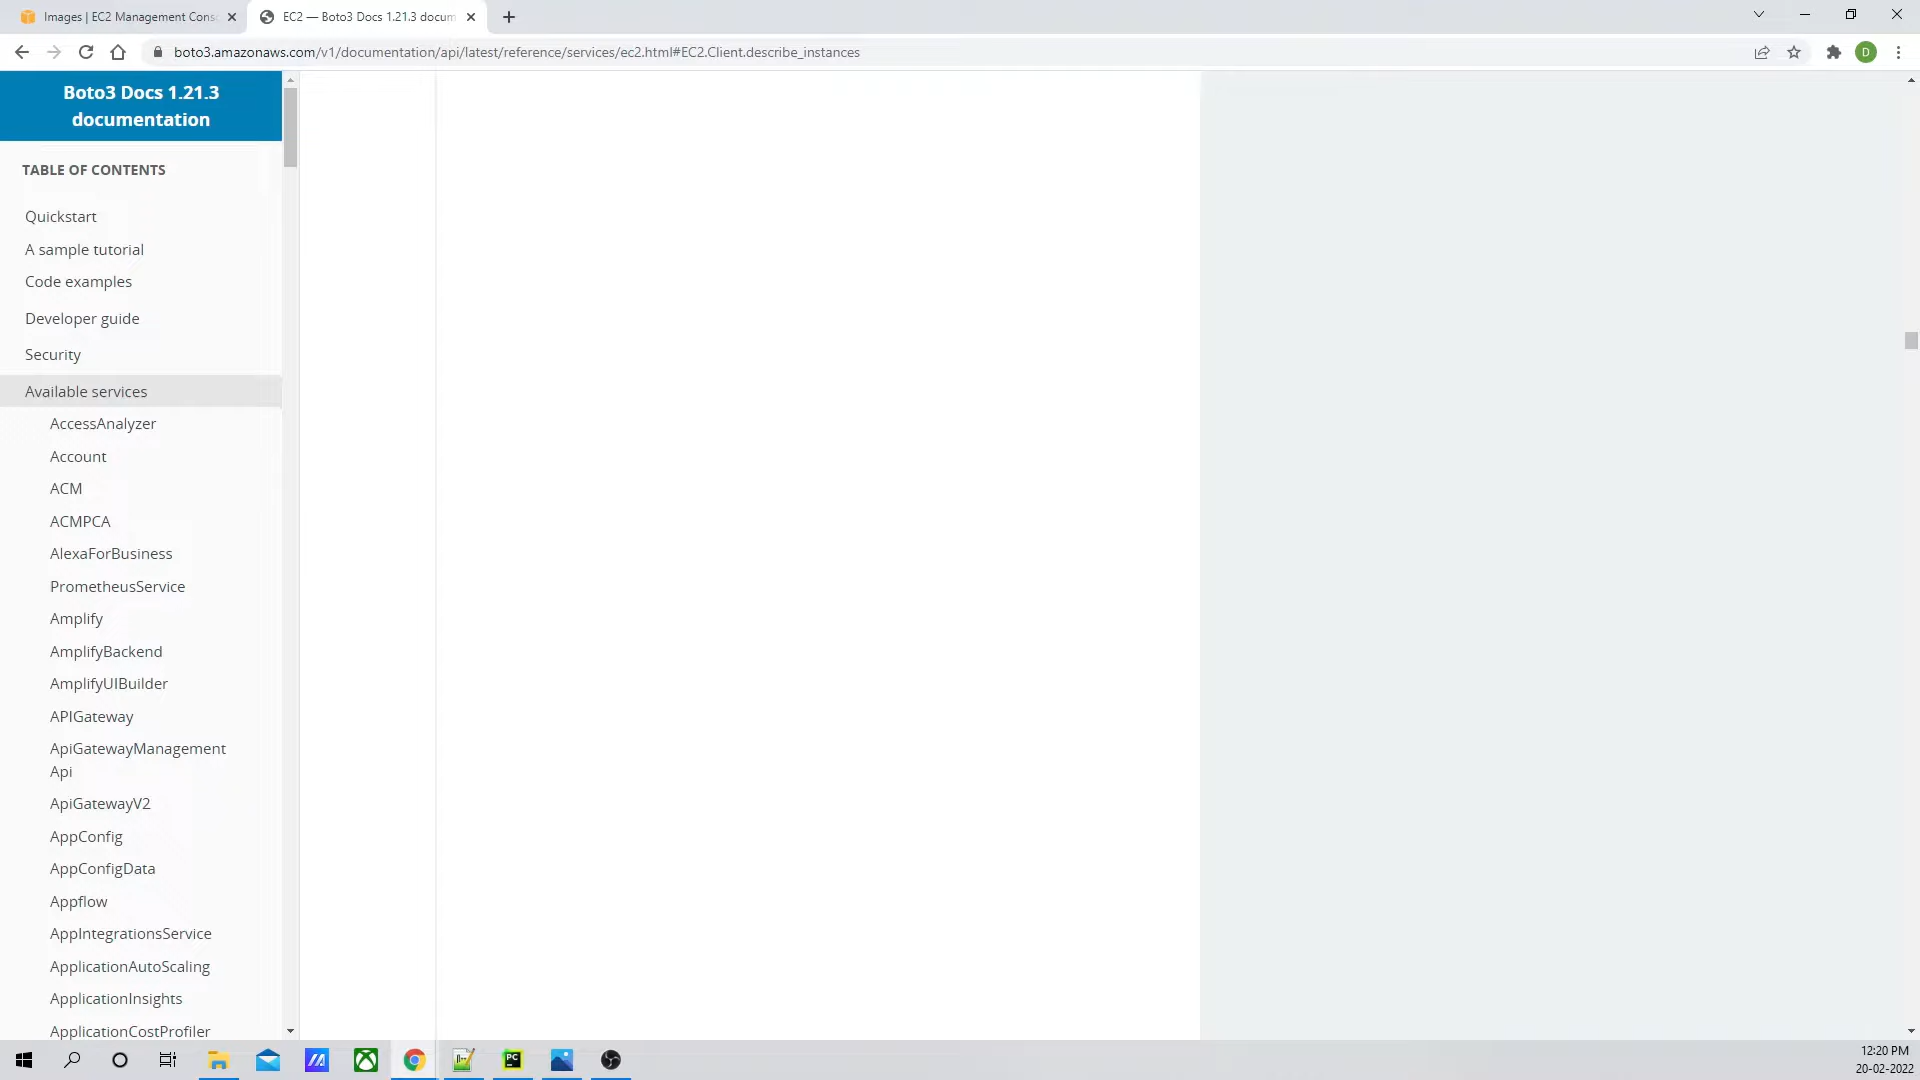 Images | EC2 Management Cons
EC2 — Boto3 Docs 1.21.3 docum
boto3.amazonaws.com/v1/documentation/api/latest/reference/services/ec2.html#EC2.Client.describe_instances
D
Boto3 Docs 1.21.3
documentation
TABLE OF CONTENTS
Quickstart
A sample tutorial
Code examples
Developer guide
Security
Available services
AccessAnalyzer
Account
ACM
ACMPCA
AlexaForBusiness
PrometheusService
Amplify
AmplifyBackend
AmplifyUIBuilder
APIGateway
ApiGatewayManagement
Api
ApiGatewayV2
AppConfig
AppConfigData
Appflow
AppIntegrationsService
ApplicationAutoScaling
ApplicationInsights
ApplicationCostProfiler
PC
12:20 PM
20-02-2022